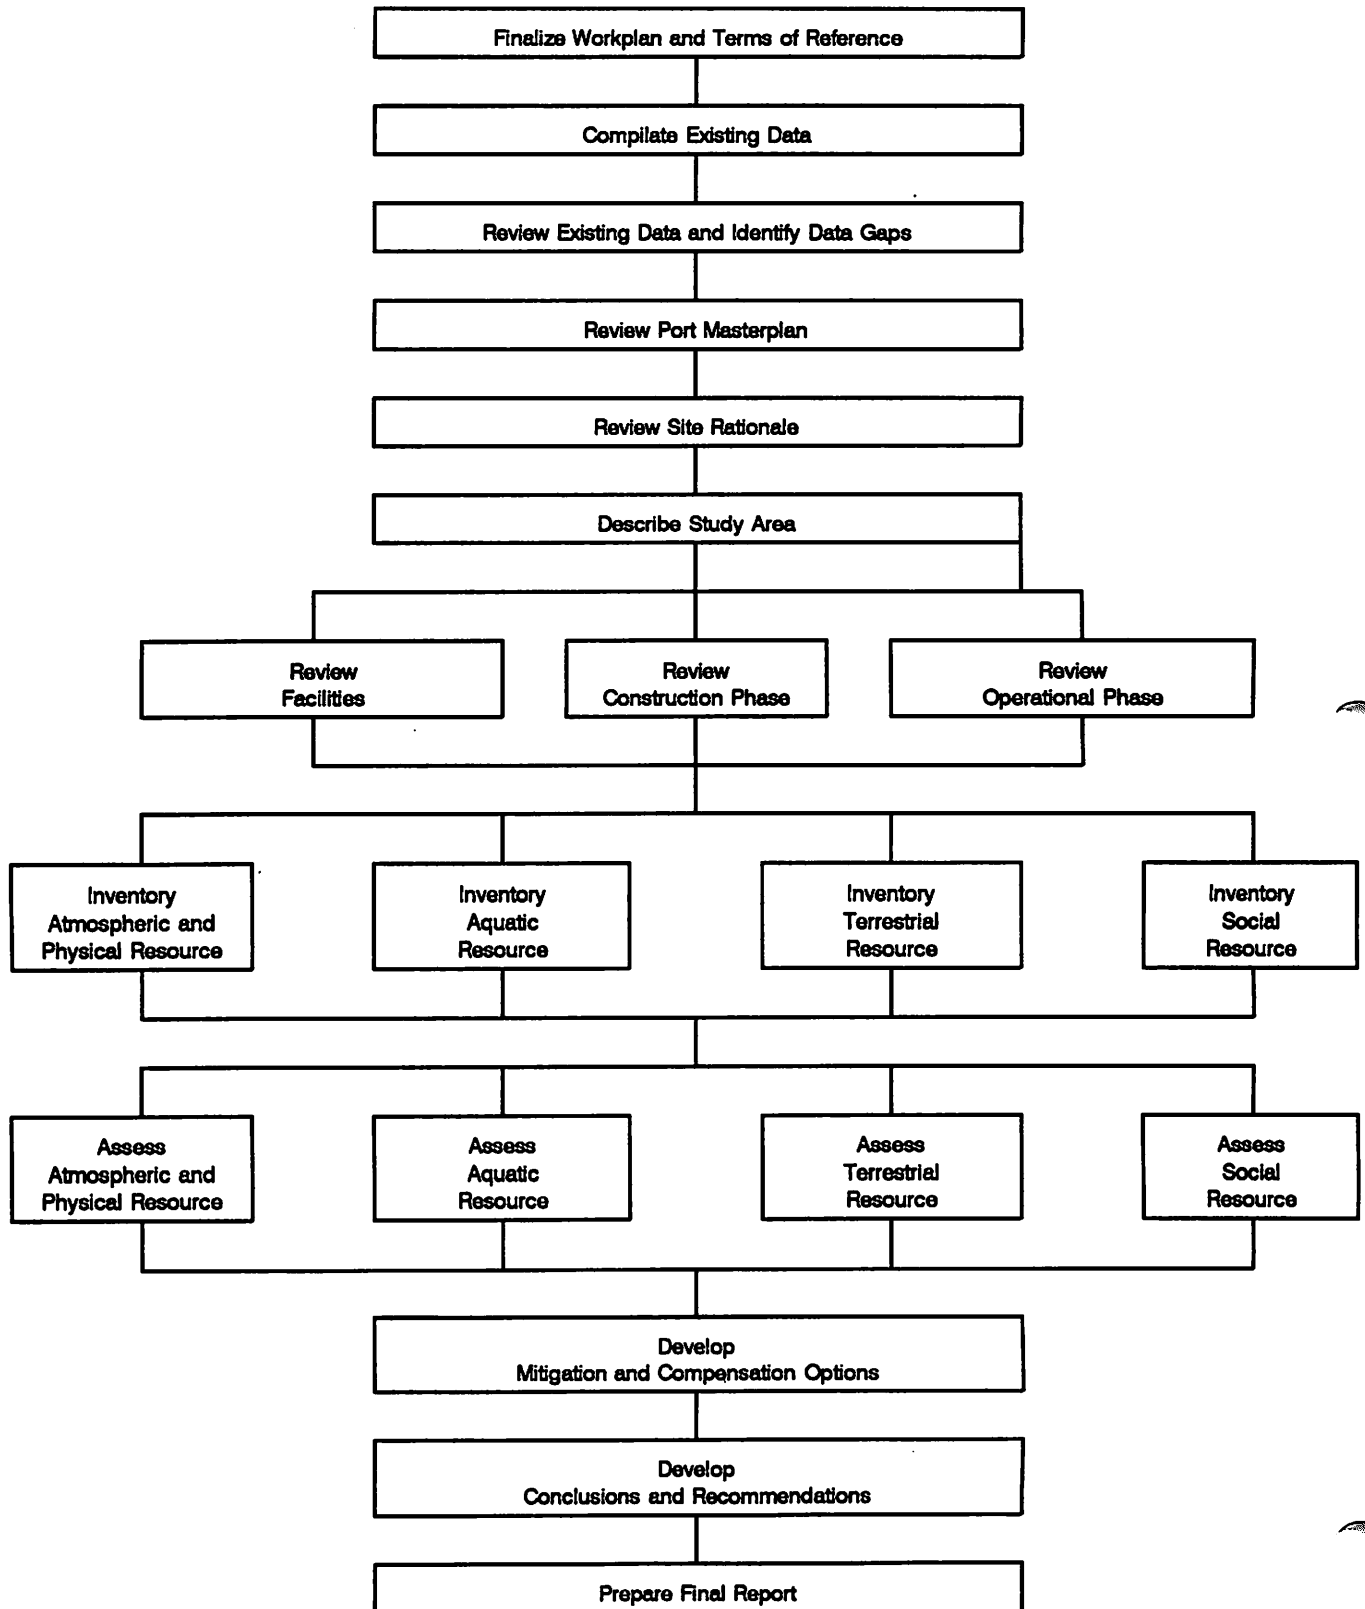 Finalize Workplan and Terms of Reference
Compilate Existing Data
Review Existing Data and Identify Data Gaps
Review Port Masterplan
Review Site Rationale
Describe Study Area
Review
Facilities
Review
Construction Phase
Review
Operational Phase
Inventory
Atmospheric and
Physical Resource
Inventory
Aquatic
Resource
Inventory
Terrestrial
Resource
Inventory
Social
Resource
Assess
Atmospheric and
Physical Resource
Assess
Aquatic
Resource
Assess
Terrestrial
Resource
Assess
Social
Resource
Develop
Mitigation and Compensation Options
Develop
Conclusions and Recommendations
Prepare Final Report